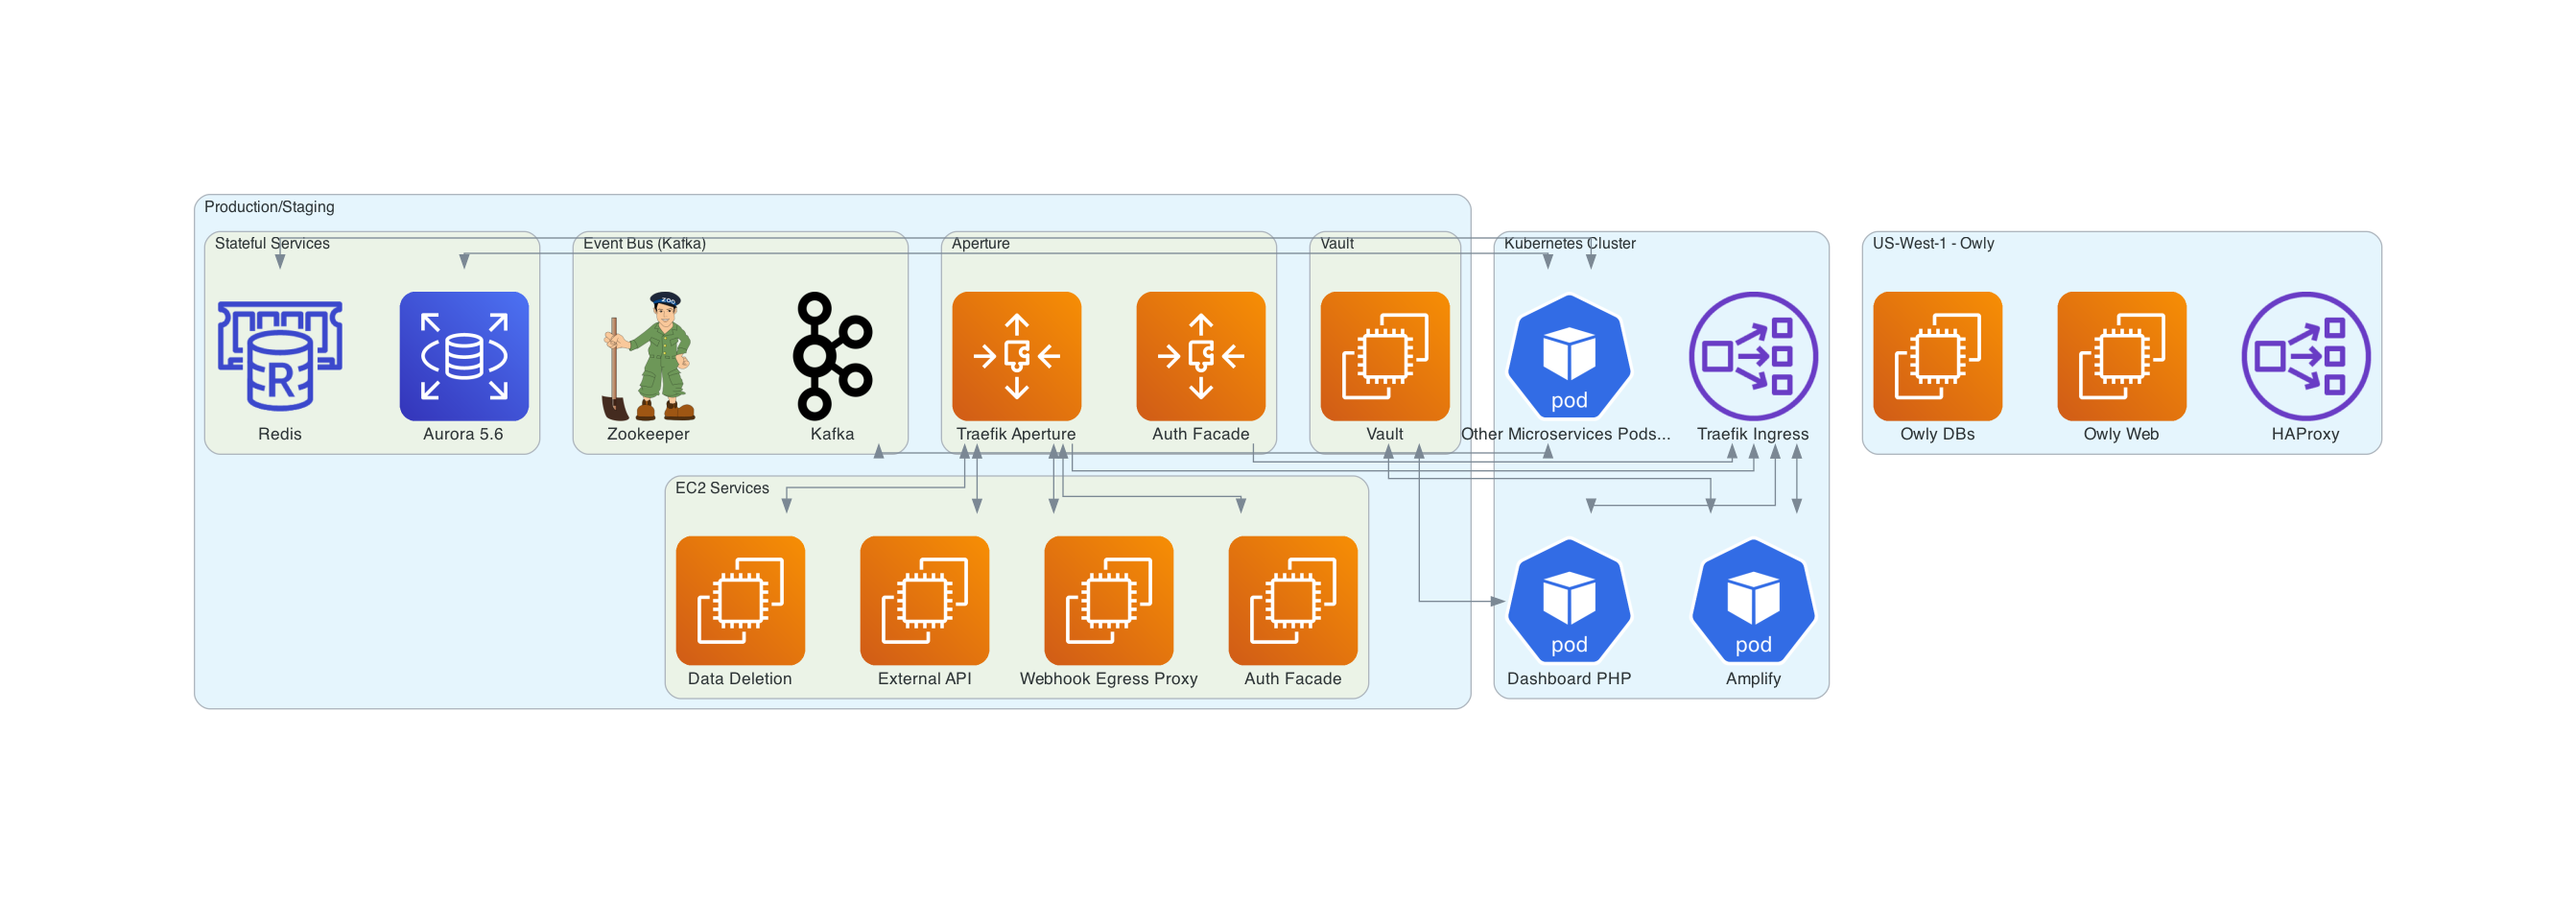 Production/Staging
Stateful Services
Event Bus (Kafka)
Aperture
Vault
Kubernetes Cluster
US-West-1 - Owly
ZOO
R
pod
Redis
Aurora 5.6
Zookeeper
Kafka
Traefik Aperture
Auth Facade
Vault
Other Microservices Pods...
Traefik Ingress
Owly DBs
Owly Web
HAProxy
EC2 Services
pod
pod
Data Deletion
External API
Webhook Egress Proxy
Auth Facade
Dashboard PHP
Amplify